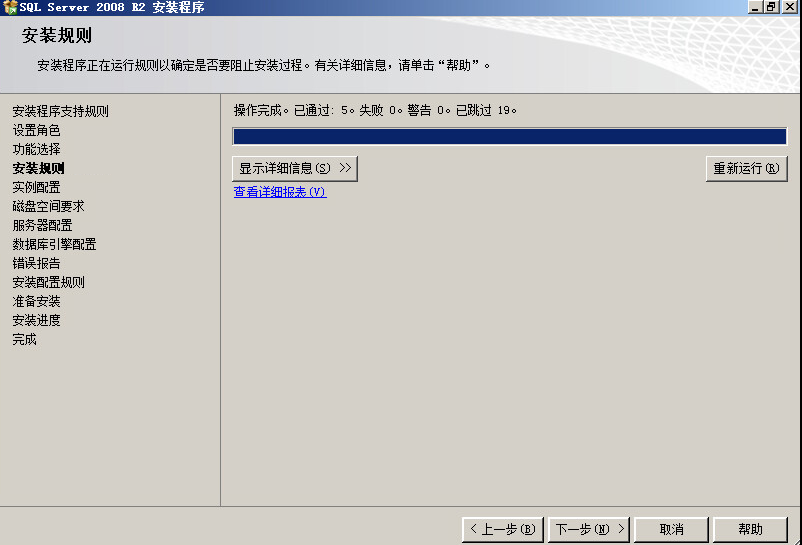 SQL Server 2008 R2 安装程序
安装规则
安装程序正在运行规则以确定是否要阻止安装过程。有关详细信息，请单击“帮助”。
安装程序支持规则
设置角色
功能选择
安装规则
实例配置
磁盘空间要求
服务器配置
数据库引擎配置
错误报告
安装配置规则
准备安装
安装进度
完成
操作完成。已通过: 5。失败 0。警告 0。已跳过 19。
显示详细信息(S) >> 重新运行(R)
查看详细报表(V)
< 上一步(B) 下一步(N) > 取消 帮助